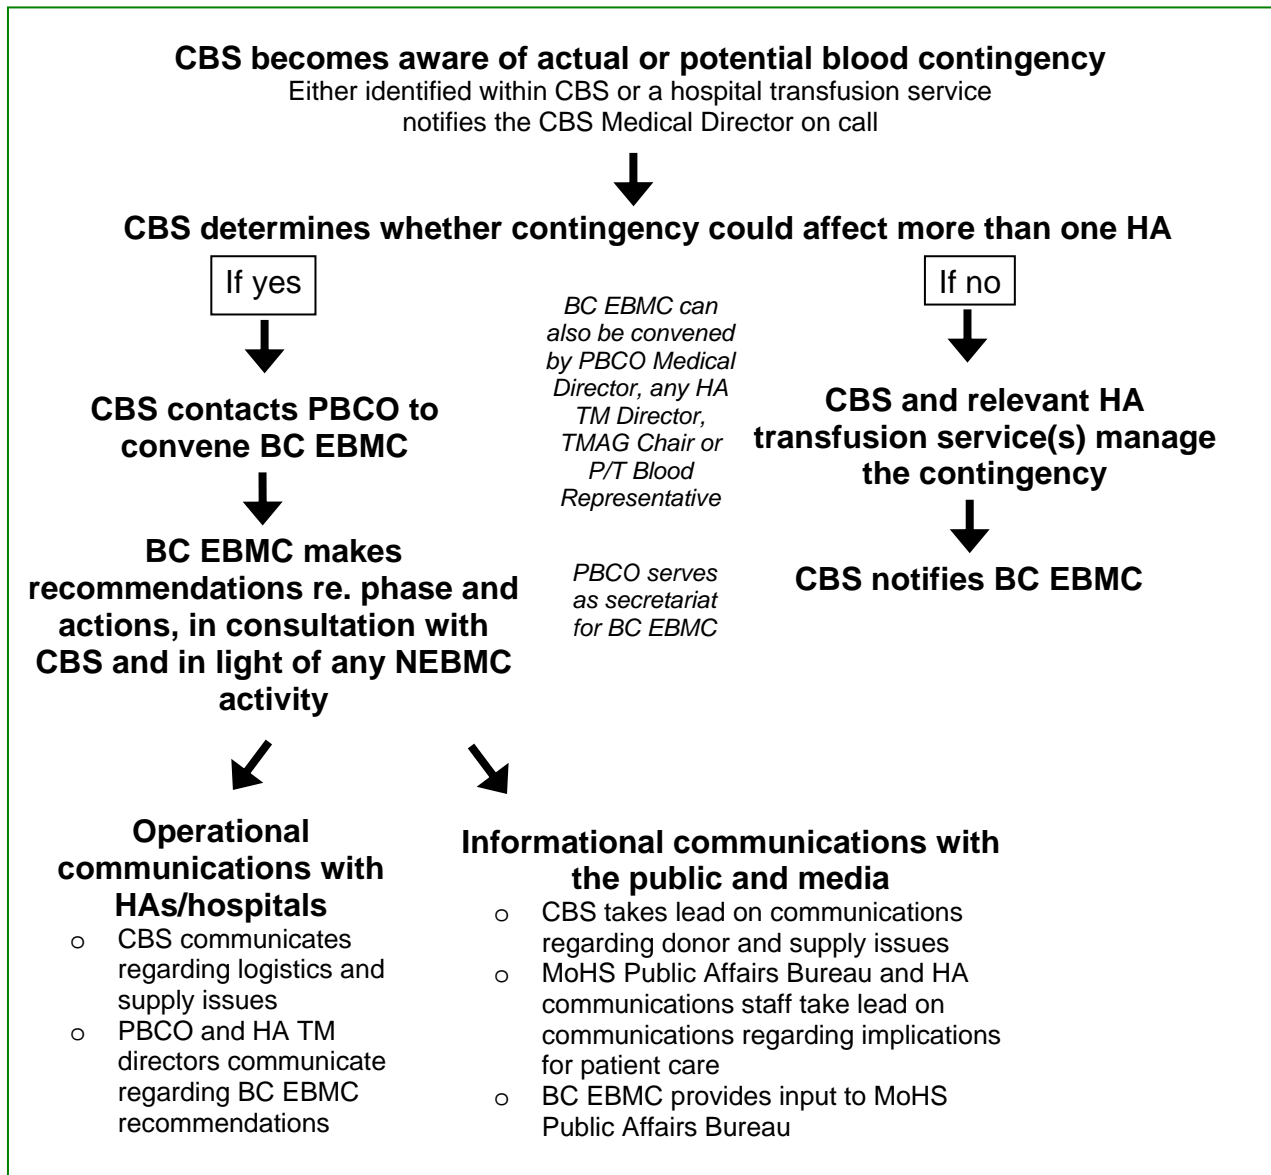 CBS becomes aware of actual or potential blood contingency
Either identified within CBS or a hospital transfusion service
notifies the CBS Medical Director on call
CBS determines whether contingency could affect more than one HA
If yes
CBS contacts PBCO to
convene BC EBMC
BC EBMC makes
recommendations re. phase and
actions, in consultation with
CBS and in light of any NEBMC
activity
BC EBMC can
also be convened
by PBCO Medical
Director, any HA
TM Director,
TMAG Chair or
P/T Blood
Representative
PBCO serves
as secretariat
for BC EBMC
If no
CBS and relevant HA
transfusion service(s) manage
the contingency
CBS notifies BC EBMC
Operational
communications with
HAs/hospitals
o CBS communicates
regarding logistics and
supply issues
o PBCO and HA TM
directors communicate
regarding BC EBMC
recommendations
Informational communications with
the public and media
o CBS takes lead on communications
regarding donor and supply issues
o MoHS Public Affairs Bureau and HA
communications staff take lead on
communications regarding implications
for patient care
o BC EBMC provides input to MoHS
Public Affairs Bureau